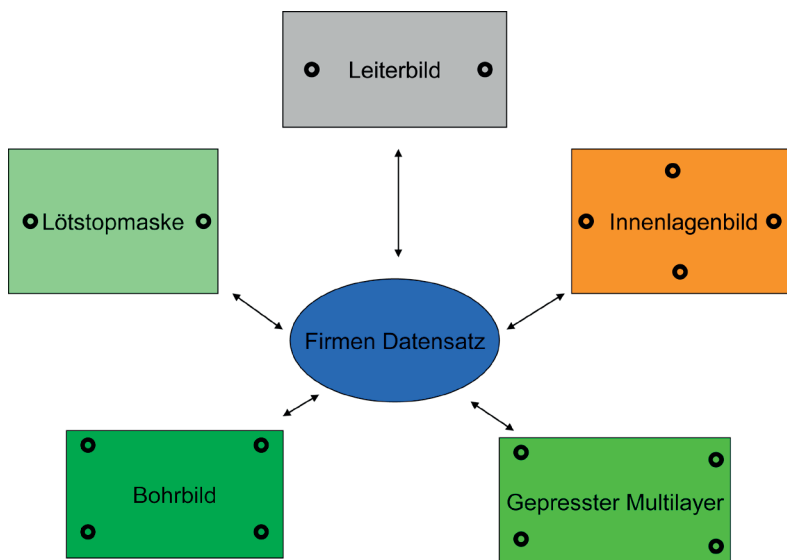 Leiterbild
Lötstopmaske
Innenlagenbild
Firmen Datensatz
Bohrbild
Gepresster Multilayer